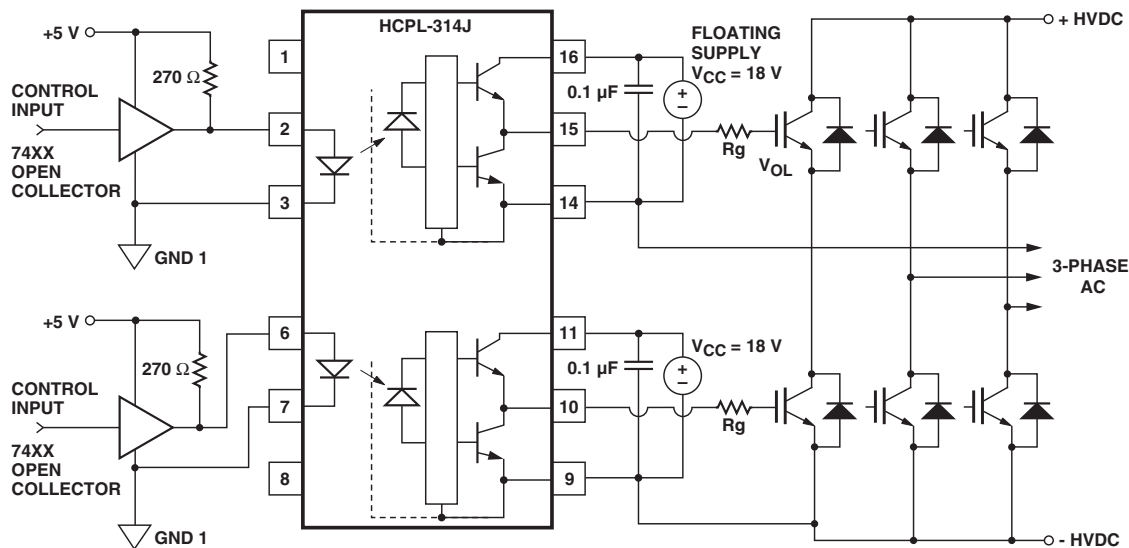 HCPL-314J
+5 V
270 Ω
CONTROL
INPUT
74XX
OPEN
COLLECTOR
GND 1
1
2
3
16
15
14
FLOATING
SUPPLY
VCC = 18 V
0.1 µF
+
–
Rg
VOL
+ HVDC
3-PHASE
AC
+5 V
270 Ω
CONTROL
INPUT
74XX
OPEN
COLLECTOR
GND 1
6
7
8
11
10
9
VCC = 18 V
0.1 µF
+
–
Rg
- HVDC